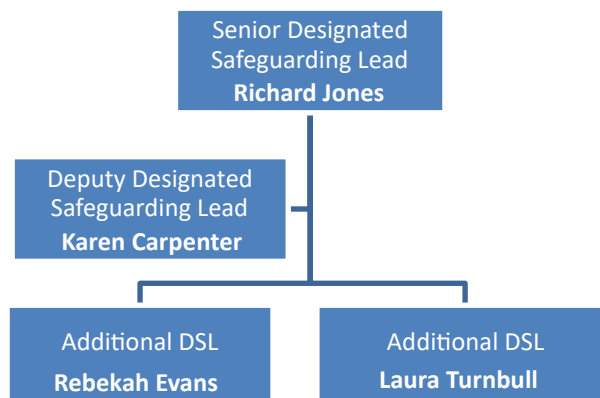 Senior Designated
Safeguarding Lead
Richard Jones
Deputy Designated
Safeguarding Lead
Karen Carpenter
Additional DSL
Rebekah Evans
Additional DSL
Laura Turnbull